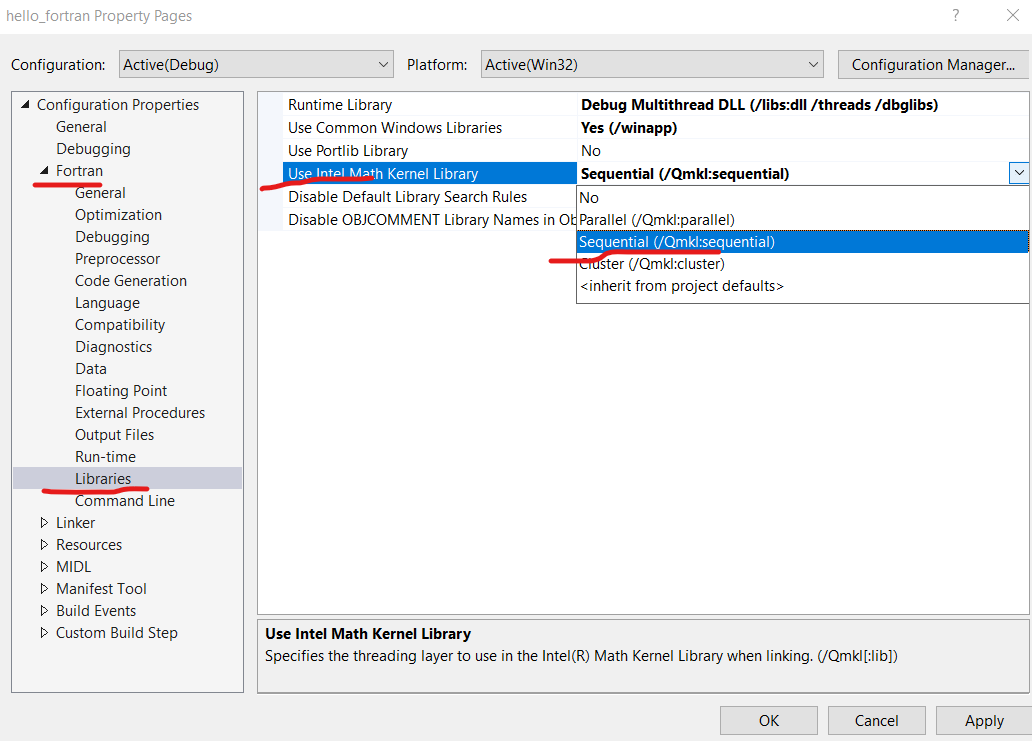 hello_fortran Property Pages
?
Configuration: Active(Debug) Platform: Active(Win32) Configuration Manager...
Configuration Properties
General
Debugging
Fortran
General
Optimization
Debugging
Preprocessor
Code Generation
Language
Compatibility
Diagnostics
Data
Floating Point
External Procedures
Output Files
Run-time
Libraries
Command Line
Linker
Resources
MIDL
Manifest Tool
Build Events
Custom Build Step
Runtime Library Debug Multithread DLL (/libs:dll /threads /dbglibs)
Use Common Windows Libraries Yes (/winapp)
Use Portlib Library No
Use Intel Math Kernel Library Sequential (/Qmkl:sequential)
Disable Default Library Search Rules
Disable OBJCOMMENT Library Names in Ob
No
Parallel (/Qmkl:parallel)
Sequential (/Qmkl:sequential)
Cluster (/Qmkl:cluster)
<inherit from project defaults>
Use Intel Math Kernel Library
Specifies the threading layer to use in the Intel(R) Math Kernel Library when linking. (/Qmkl[:lib])
OK Cancel Apply